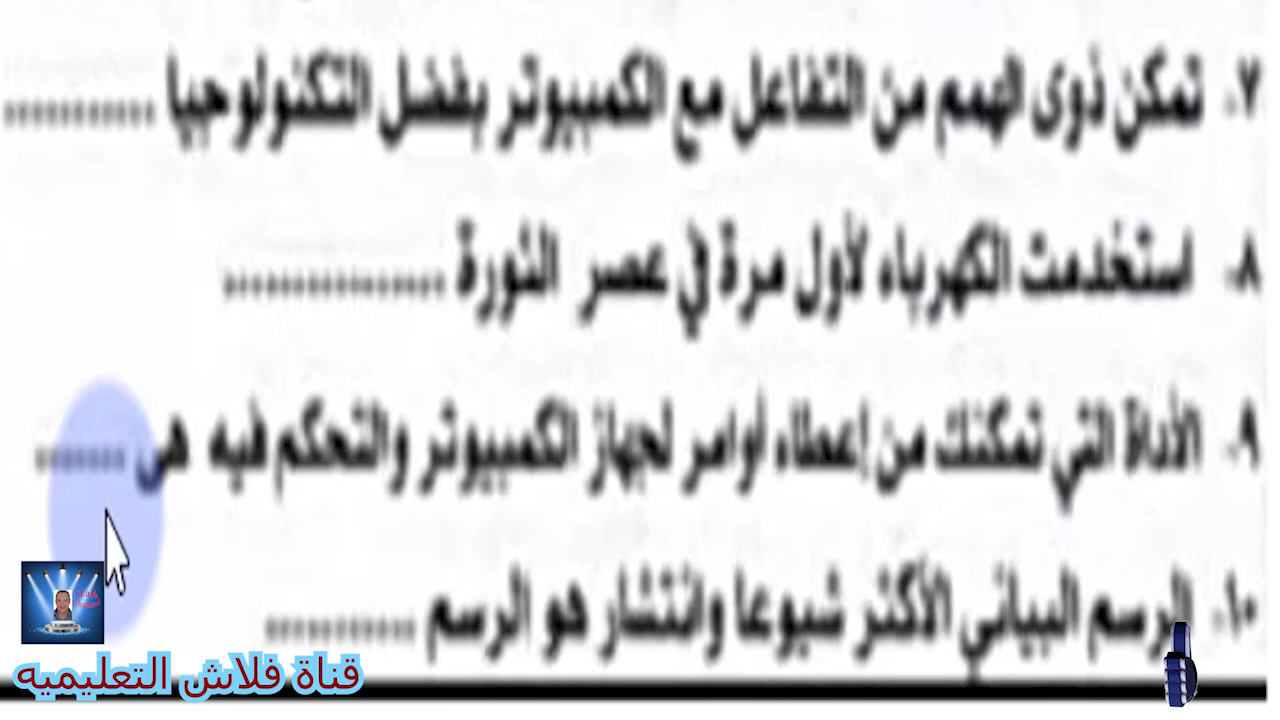 ٧- تمكن ذوى الهمم من التفاعل مع الكمبيوتر بفضل التكنولوجيا ...........
٨- استخدمت الكهرباء لأول مرة في عصر الثورة ................
٩- الأداة التي تمكنك من إعطاء أوامر لجهاز الكمبيوتر والتحكم فيه هى .......
١٠- الرسم البياني الأكثر شيوعا وانتشار هو الرسم ...........
قناة فلاش التعليميه